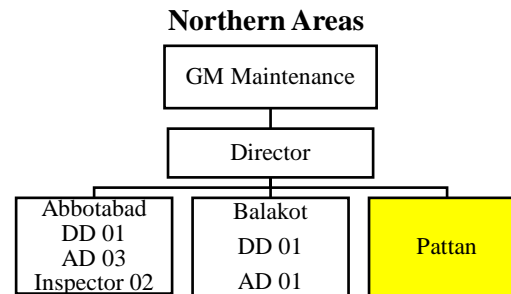 Northern Areas
GM Maintenance
Director
Abbotabad
DD 01
AD 03
Inspector 02
Balakot
DD 01
AD 01
Pattan